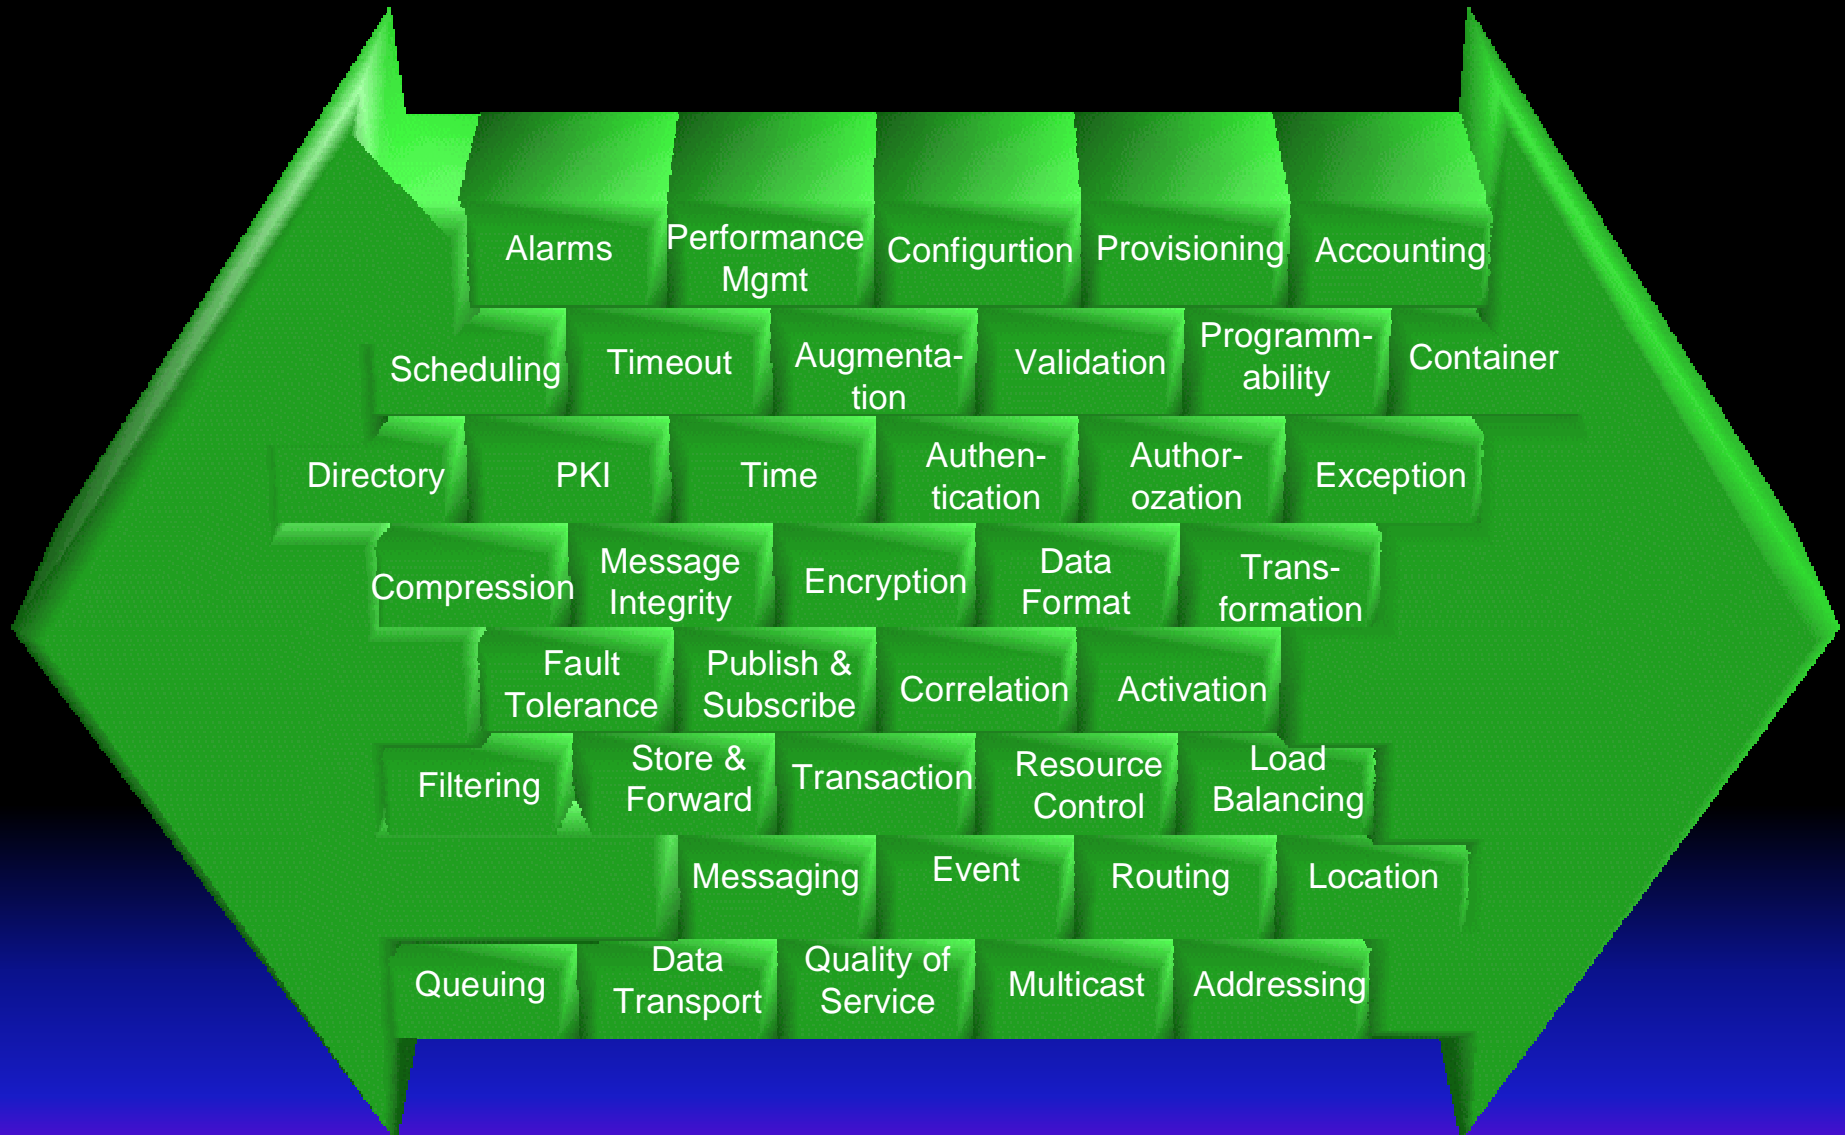 Alarms
Performance
Mgmt
Configurtion
Provisioning
Accounting
Scheduling
Timeout
Augmenta-
tion
Validation
Programm-
ability
Container
Directory
PKI
Time
Authen-
tication
Author-
ozation
Exception
Compression
Message
Integrity
Encryption
Data
Format
Trans-
formation
Fault
Tolerance
Publish &
Subscribe
Correlation
Activation
Filtering
Store &
Forward
Transaction
Resource
Control
Load
Balancing
Messaging
Event
Routing
Location
Queuing
Data
Transport
Quality of
Service
Multicast
Addressing